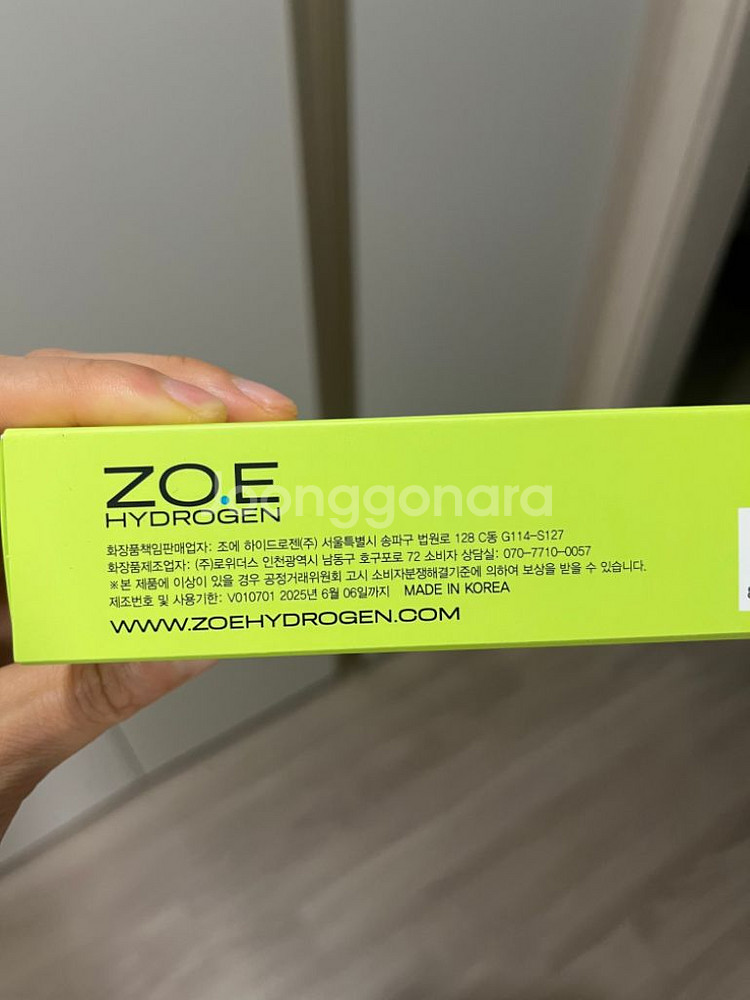 ZO.E
HYDROGEN
joonggonara
화장품책임판매업자: 조에 하이드로젠(주) 서울특별시 송파구 법원로 128 C동 G114-S127
화장품제조업자: (주)로위더스 인천광역시 남동구 호구포로 72 소비자 상담실: 070-7710-0057
※본 제품에 이상이 있을 경우 공정거래위원회 고시 소비자분쟁해결기준에 의하여 보상을 받을 수 있습니다.
제조번호 및 사용기한: V010701 2025년 6월 06일까지 MADE IN KOREA
WWW.ZOEHYDROGEN.COM